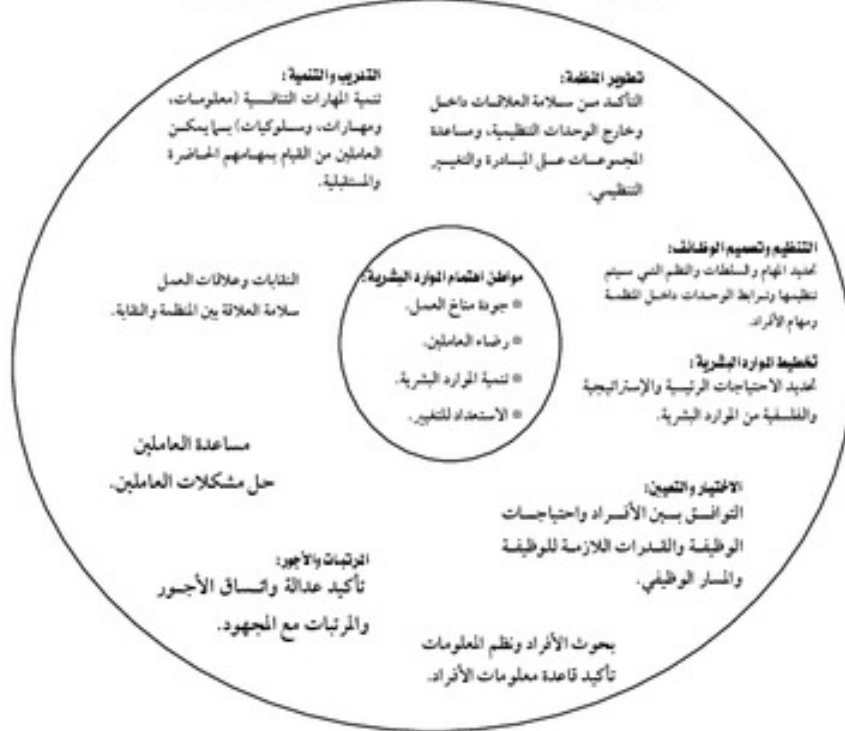 تطوير المنظمة:
التأكد من سلامة العلاقات داخل
وخارج الوحدات التنظيمية، ومساعدة
المجموعات على المبادرة والتغيير
التنظيمي.
التدريب والتنمية:
تنمية المهارات التنافسية (معلومات،
ومهارات، وسلوكيات) بما يمكن
العاملين من القيام بمهامهم الحاضرة
والمستقبلية.
التنظيم وتصميم الوظائف:
تحديد المهام والسلطات والنظم التي سيتم
تنظيمها وترابط الوحدات داخل المنظمة
ومهام الأفراد.
مواطن اهتمام الموارد البشرية:
* جودة مناخ العمل.
* رضاء العاملين.
* تنمية الموارد البشرية.
* الاستعداد للتغيير.
النقابات وعلاقات العمل
سلامة العلاقة بين المنظمة والنقابة.
تخطيط الموارد البشرية:
تحديد الاحتياجات الرئيسية والإستراتيجية
والفلسفية من الموارد البشرية.
مساعدة العاملين
حل مشكلات العاملين.
الاختيار والتعيين:
التوافق بين الأفراد واحتياجات
الوظيفة والقدرات اللازمة للوظيفة
والمسار الوظيفي.
المرتبات والأجور:
تأكيد عدالة واتساق الأجور
والمرتبات مع المجهود.
بحوث الأفراد ونظم المعلومات
تأكيد قاعدة معلومات الأفراد.